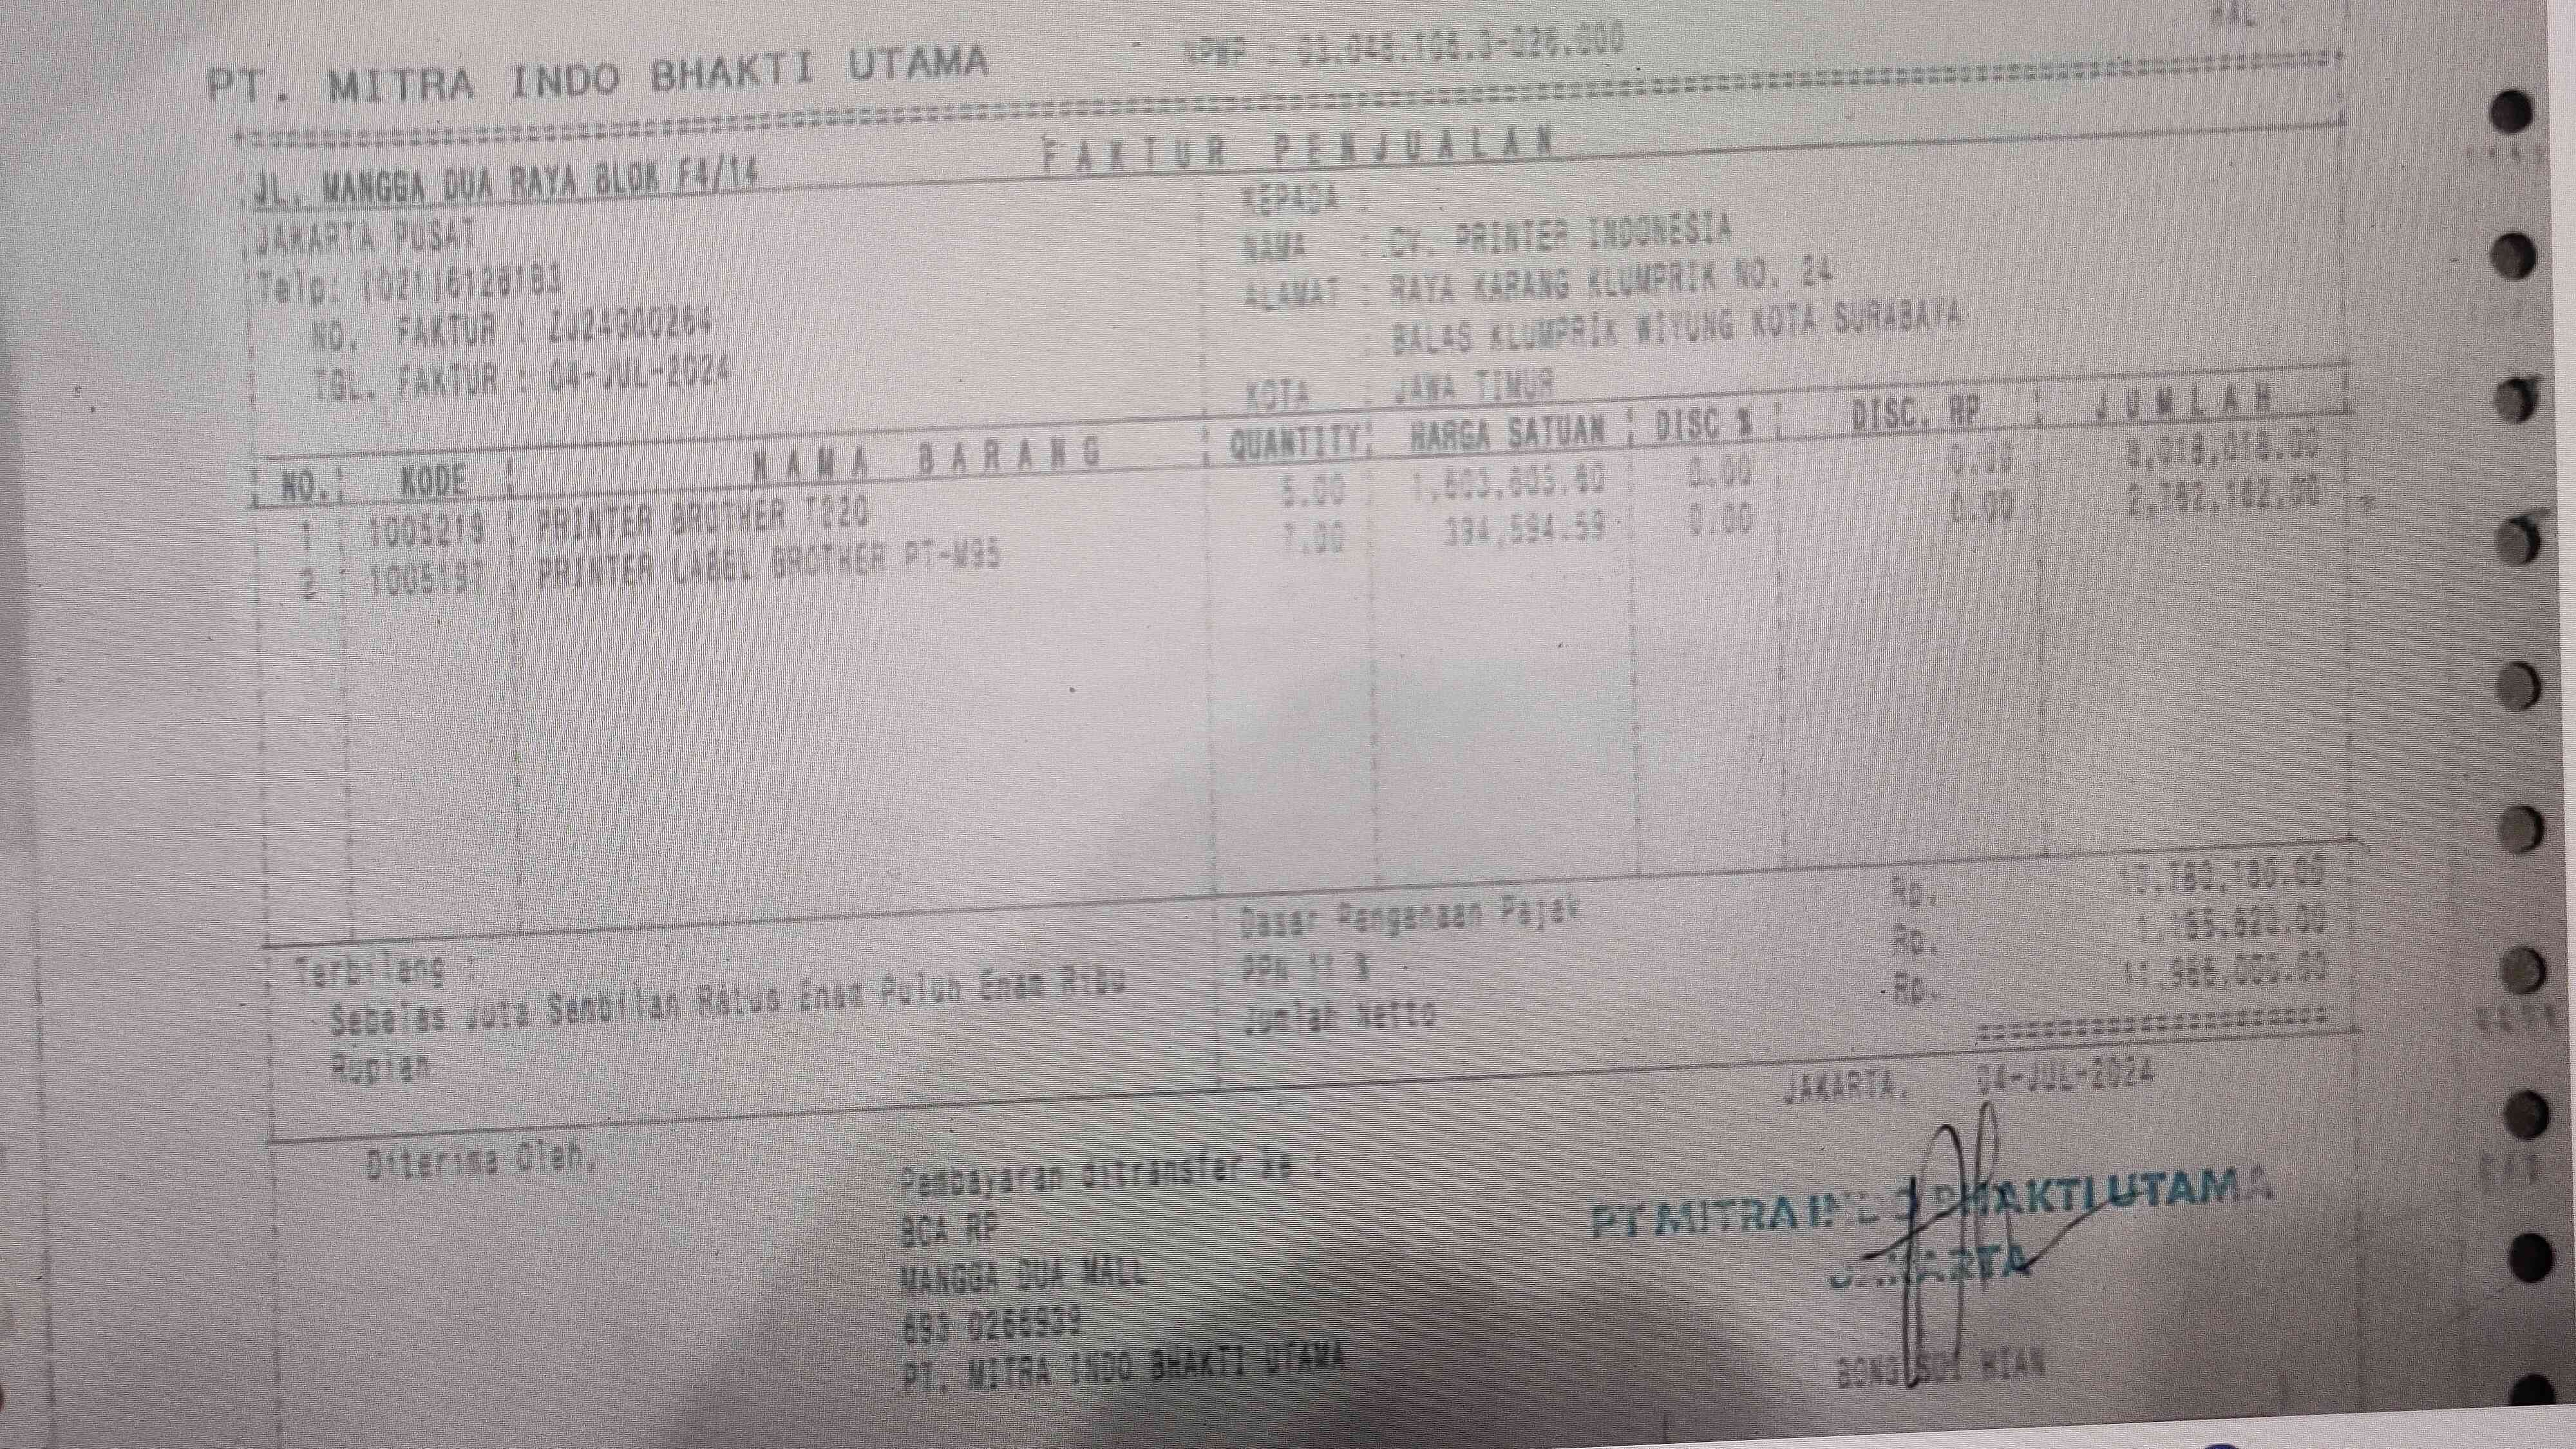 PT. MITRA INDO BHAKTI UTAMA
NPWP : 03.045.106.3-026.000
HAL :
FAKTUR PENJUALAN
JL. MANGGA DUA RAYA BLOK F4/14
JAKARTA PUSAT
Telp: (021)6126183
NO. FAKTUR : ZJ24G00264
TGL. FAKTUR : 04-JUL-2024
KEPADA :
NAMA : CV. PRINTER INDONESIA
ALAMAT : RAYA KARANG KLUMPRIK NO. 24
BALAS KLUMPRIK WIYUNG KOTA SURABAYA
KOTA : JAWA TIMUR
NO. KODE NAMA BARANG QUANTITY HARGA SATUAN DISC % DISC. RP JUMLAH
1 1005219 PRINTER BROTHER T220 5.00 1,603,603.60 0.00 0.00 8,018,018.00
2 1005197 PRINTER LABEL BROTHER PT-M95 7.00 394,594.59 0.00 0.00 2,762,162.00
Dasar Pengenaan Pajak Rp. 10,780,180.00
PPN 11 % Rp. 1,185,820.00
Jumlah Netto Rp. 11,966,000.00
Terbilang :
Sebelas Juta Sembilan Ratus Enam Puluh Enam Ribu
Rupiah
JAKARTA, 04-JUL-2024
Diterima Oleh,
Pembayaran ditransfer ke :
BCA RP
MANGGA DUA MALL
893 0268939
PT. MITRA INDO BHAKTI UTAMA
PT MITRA INDO BHAKTI UTAMA
JAKARTA
BONG SUI HIAN